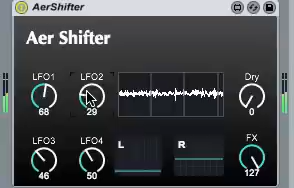 AerShifter
Aer Shifter
LFO1 LFO2 Dry
68 29 0
LFO3 LFO4 L R FX
46 50 127